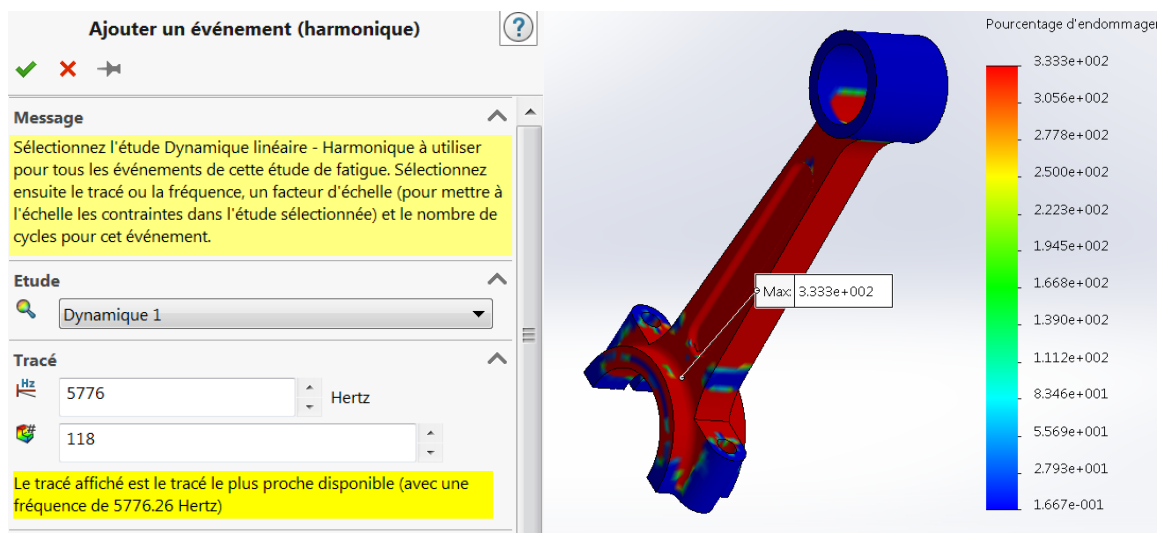 Ajouter un événement (harmonique)
?
Message
Sélectionnez l'étude Dynamique linéaire - Harmonique à utiliser
pour tous les événements de cette étude de fatigue. Sélectionnez
ensuite le tracé ou la fréquence, un facteur d'échelle (pour mettre à
l'échelle les contraintes dans l'étude sélectionnée) et le nombre de
cycles pour cet événement.
Etude
Dynamique 1
Tracé
Hz
5776
Hertz
118
Le tracé affiché est le tracé le plus proche disponible (avec une
fréquence de 5776.26 Hertz)
Max: 3.333e+002
Pourcentage d'endommager
3.333e+002
3.056e+002
2.778e+002
2.500e+002
2.223e+002
1.945e+002
1.668e+002
1.390e+002
1.112e+002
8.346e+001
5.569e+001
2.793e+001
1.667e-001